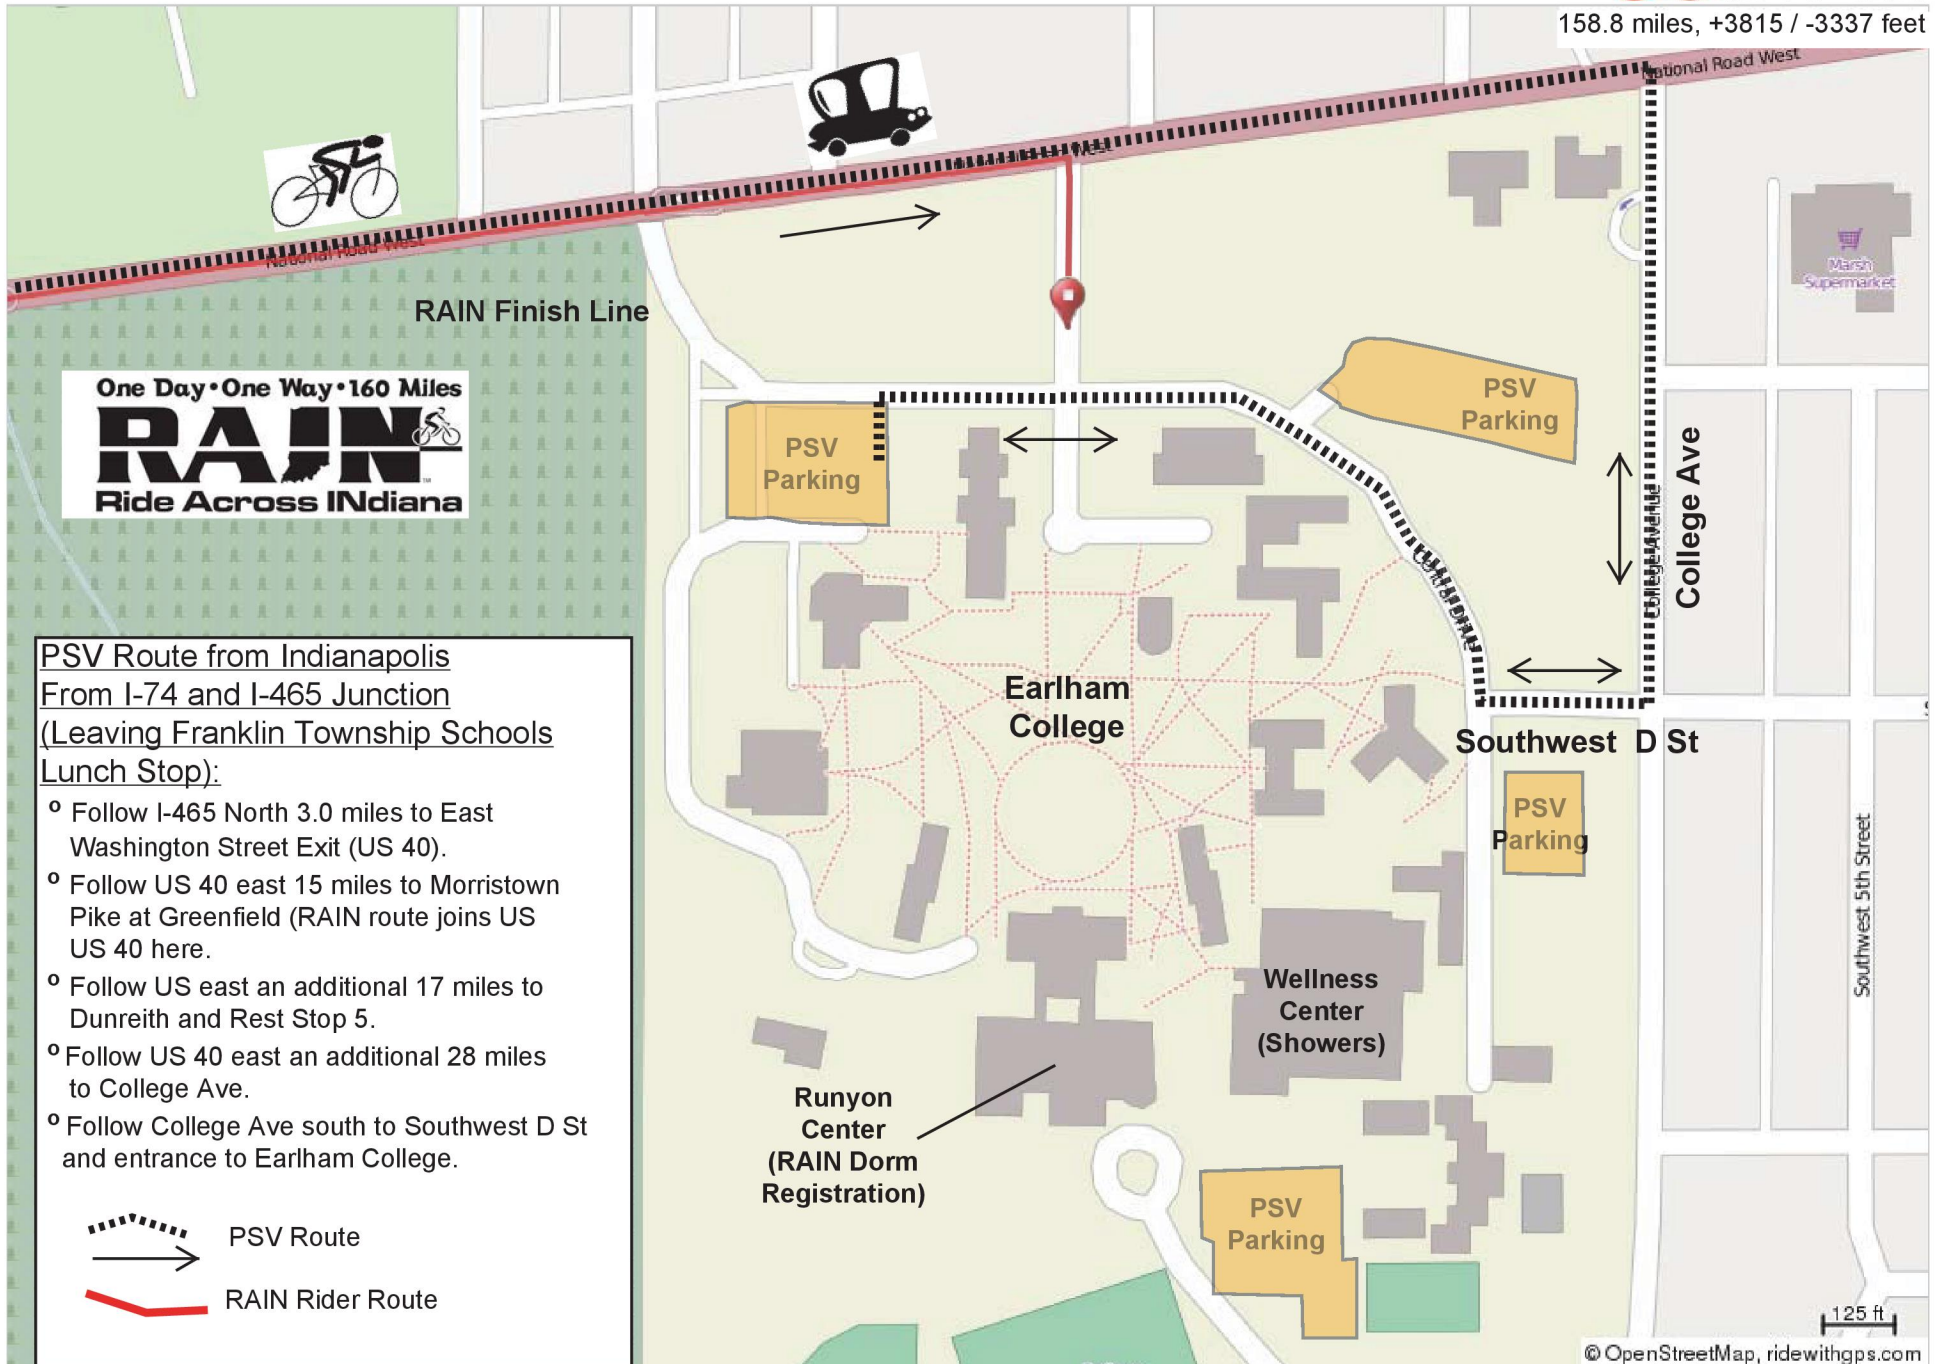 158.8 miles, +3815 / -3337 feet
National Road West
National Road West
National Road West
Marsh
Supermarket
RAIN Finish Line
One Day•One Way•160 Miles
RAIN
Ride Across INdiana
PSV
Parking
PSV
Parking
College Ave
College Avenue
Central Drive
Earlham
College
Southwest D St
PSV
Parking
Southwest 5th Street
PSV Route from Indianapolis
From I-74 and I-465 Junction
(Leaving Franklin Township Schools
Lunch Stop):
o Follow I-465 North 3.0 miles to East
Washington Street Exit (US 40).
o Follow US 40 east 15 miles to Morristown
Pike at Greenfield (RAIN route joins US
US 40 here.
o Follow US east an additional 17 miles to
Dunreith and Rest Stop 5.
o Follow US 40 east an additional 28 miles
to College Ave.
o Follow College Ave south to Southwest D St
and entrance to Earlham College.
PSV Route
RAIN Rider Route
Wellness
Center
(Showers)
Runyon
Center
(RAIN Dorm
Registration)
PSV
Parking
125 ft
© OpenStreetMap, ridewithgps.com